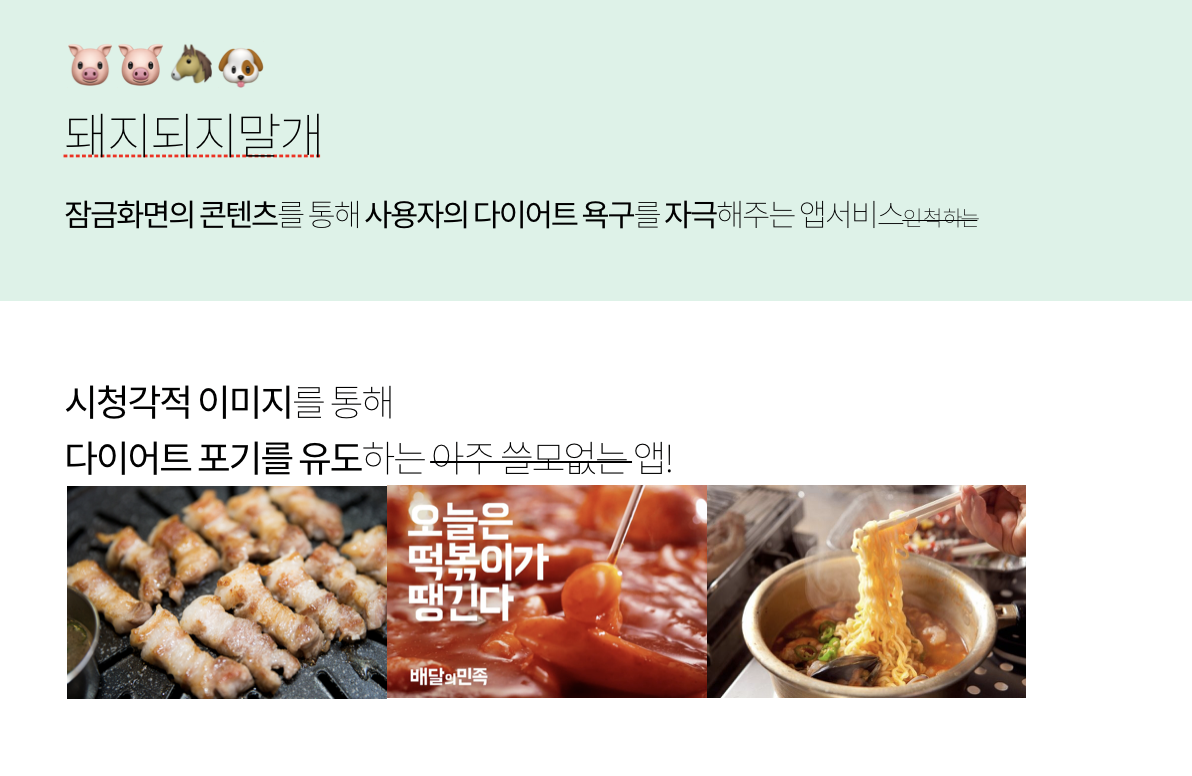 돼지되지말개
잠금화면의 콘텐츠를 통해 사용자의 다이어트 욕구를 자극해주는 앱서비스인 척 하는
시청각적 이미지를 통해
다이어트 포기를 유도하는 아주 쓸모없는 앱!
오늘은
떡볶이가
땡긴다
배달의민족